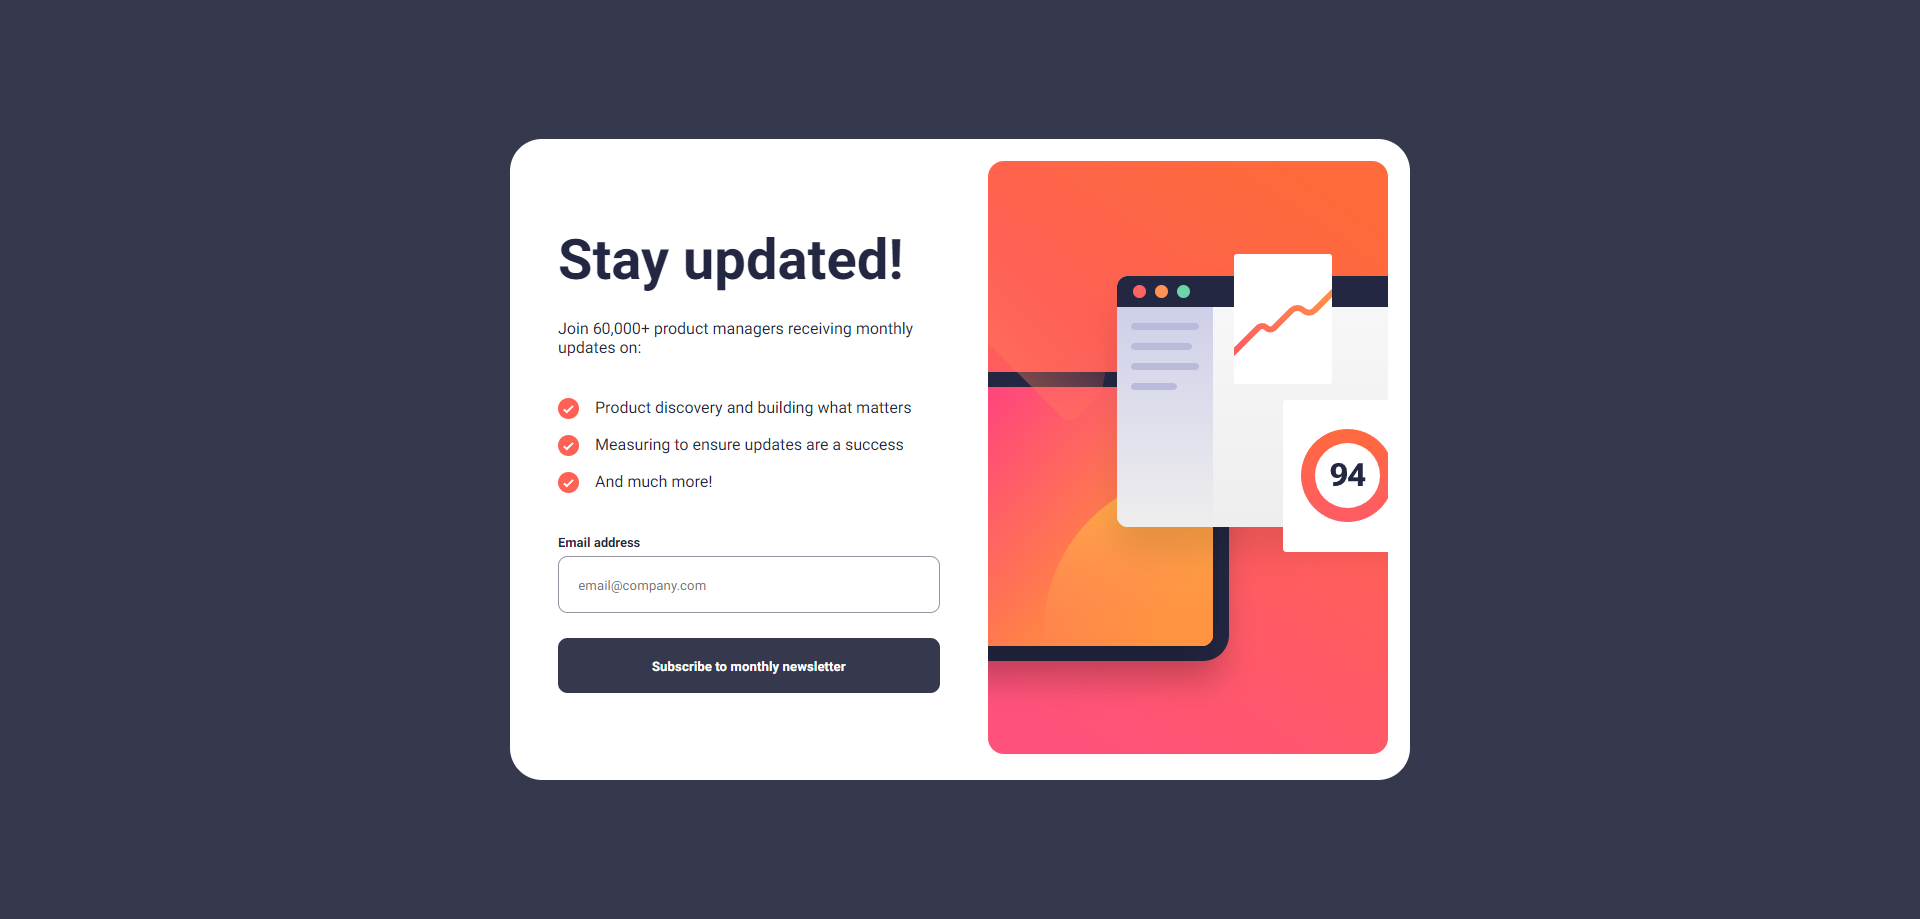 Stay updated!
Join 60,000+ product managers receiving monthly
updates on:
Product discovery and building what matters
Measuring to ensure updates are a success
And much more!
Email address
email@company.com
Subscribe to monthly newsletter
94